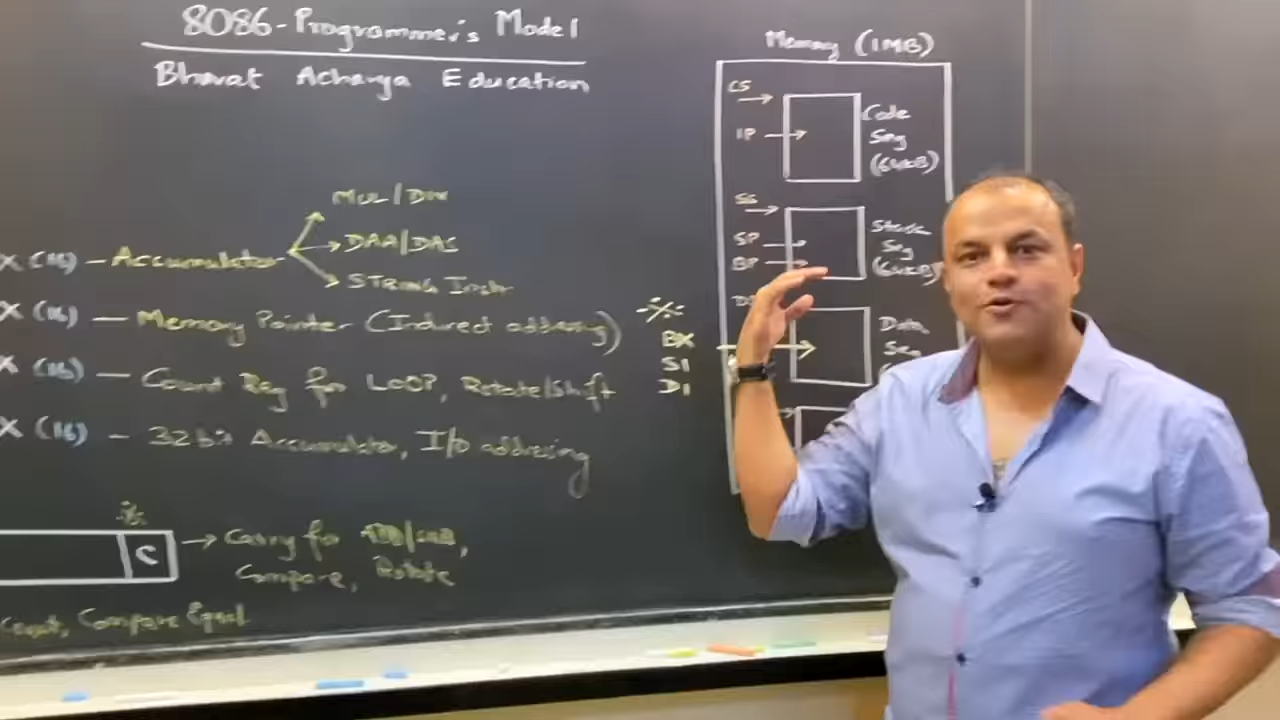 8086-Programmer's Model
Bharat Acharya Education
MUL/DIV
X (16) - Accumulator
DAA/DAS
STRING Instr
X (16) - Memory Pointer (Indirect addressing)
X (16) - Count Reg for LOOP, Rotate/Shift
X (16) - 32 bit Accumulator, I/O addressing
C
Carry for ADD/SUB,
Compare, Rotate
Compare Equal
Memory (1MB)
CS
IP
Code
Seg
(64KB)
SS
SP
BP
Stack
Seg
(64KB)
BX
SI
DI
Data
Seg